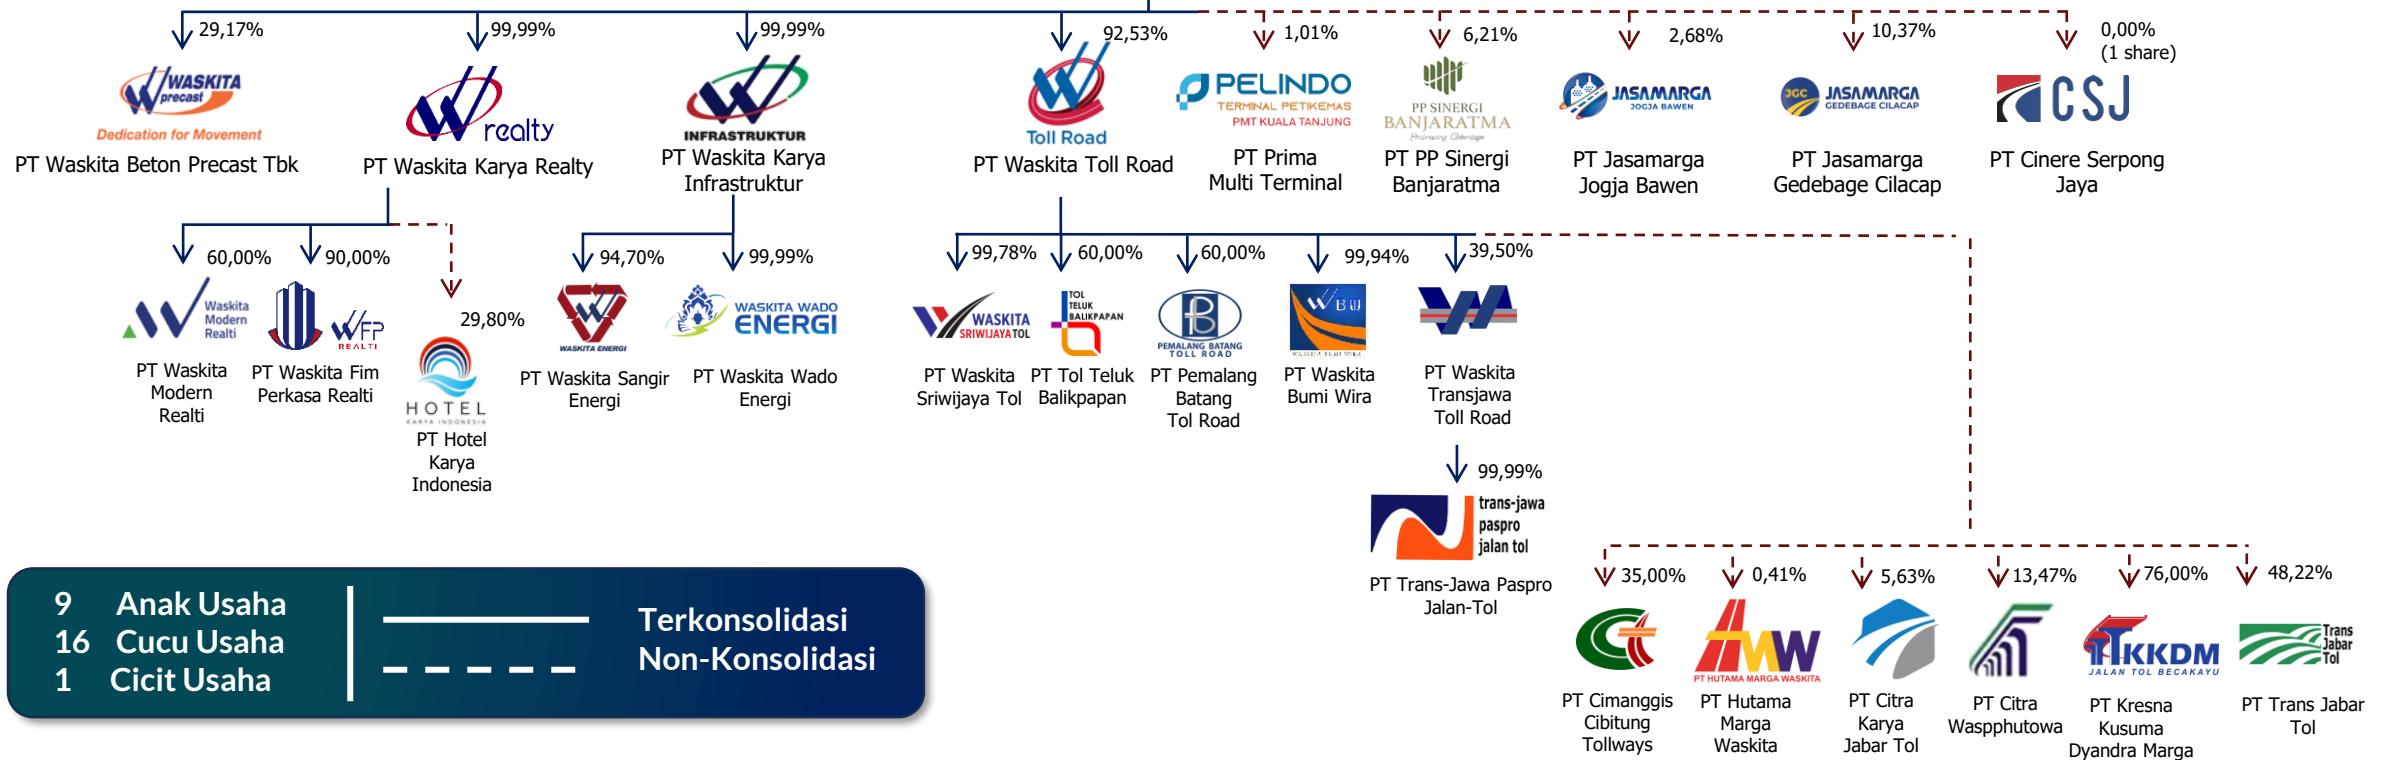 29,17%
99,99%
99,99%
92,53%
1,01%
6,21%
2,68%
10,37%
0,00%
(1 share)
WASKITA
precast
Dedication for Movement
realty
INFRASTRUKTUR
Toll Road
PELINDO
TERMINAL PETIKEMAS
PMT KUALA TANJUNG
PP SINERGI
BANJARATMA
JASAMARGA
JOGJA BAWEN
JGC
JASAMARGA
GEDEBAGE CILACAP
CSJ
PT Waskita Beton Precast Tbk
PT Waskita Karya Realty
PT Waskita Karya
Infrastruktur
PT Waskita Toll Road
PT Prima
Multi Terminal
PT PP Sinergi
Banjaratma
PT Jasamarga
Jogja Bawen
PT Jasamarga
Gedebage Cilacap
PT Cinere Serpong
Jaya
60,00%
90,00%
29,80%
94,70%
99,99%
99,78%
60,00%
60,00%
99,94%
39,50%
Waskita
Modern
Realti
WFP
REALTI
HOTEL
KARYA INDONESIA
WASKITA ENERGI
WASKITA WADO
ENERGI
WASKITA
SRIWIJAYA TOL
TOL
TELUK
BALIKPAPAN
PEMALANG BATANG
TOLL ROAD
WBW
WASKITA BUMI WIRA
PT Waskita
Modern
Realti
PT Waskita Fim
Perkasa Realti
PT Hotel
Karya
Indonesia
PT Waskita Sangir
Energi
PT Waskita Wado
Energi
PT Waskita
Sriwijaya Tol
PT Tol Teluk
Balikpapan
PT Pemalang
Batang
Tol Road
PT Waskita
Bumi Wira
PT Waskita
Transjawa
Toll Road
99,99%
trans-jawa
paspro
jalan tol
PT Trans-Jawa Paspro
Jalan-Tol
35,00%
0,41%
5,63%
13,47%
76,00%
48,22%
HMW
PT HUTAMA MARGA WASKITA
KKDM
JALAN TOL BECAKAYU
Trans
Jabar
Tol
PT Cimanggis
Cibitung
Tollways
PT Hutama
Marga
Waskita
PT Citra
Karya
Jabar Tol
PT Citra
Waspphutowa
PT Kresna
Kusuma
Dyandra Marga
PT Trans Jabar
Tol
9 Anak Usaha
16 Cucu Usaha
1 Cicit Usaha
Terkonsolidasi
Non-Konsolidasi